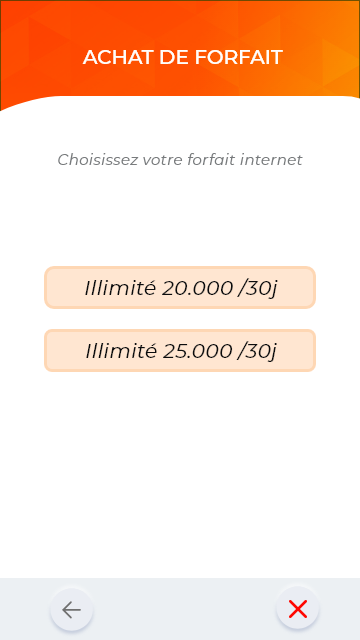 ACHAT DE FORFAIT
Choisissez votre forfait internet
Illimité 20.000 /30j
Illimité 25.000 /30j